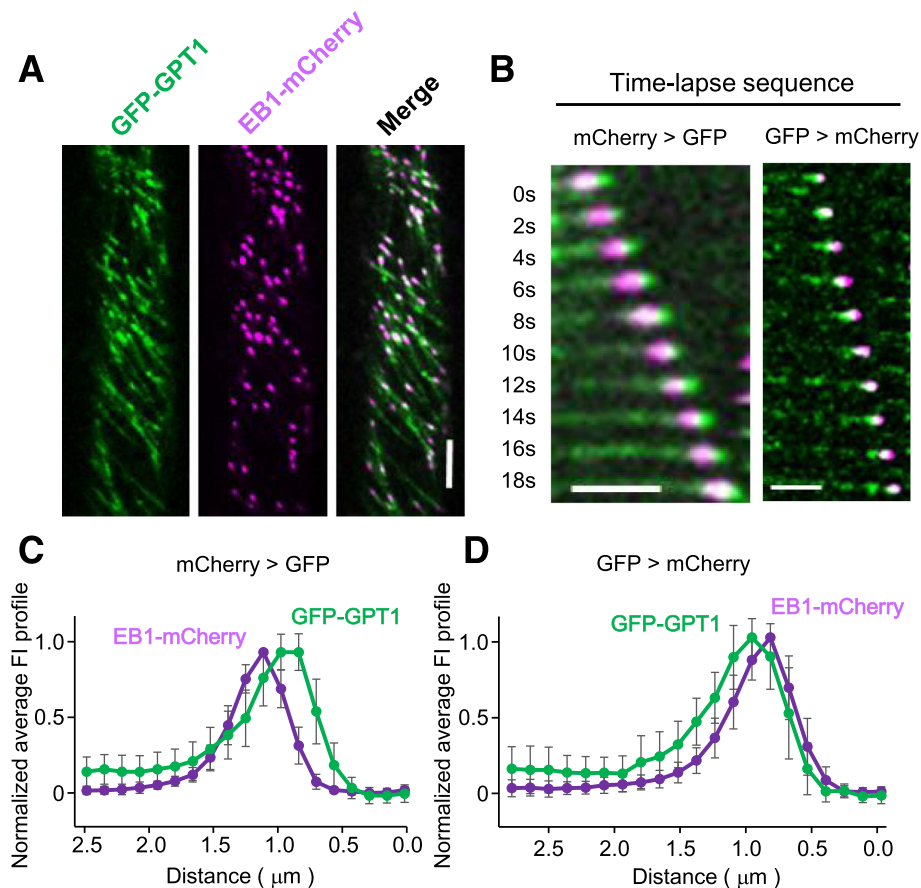 A
GFP-GPT1
EB1-mCherry
Merge
B
Time-lapse sequence
mCherry > GFP
GFP > mCherry
0s
2s
4s
6s
8s
10s
12s
14s
16s
18s
C
mCherry > GFP
Normalized average FI profile
EB1-mCherry
GFP-GPT1
1.0
0.5
0
2.5 2.0 1.0 0.5 0.0
Distance ( μm )
D
GFP > mCherry
Normalized average FI profile
GFP-GPT1
EB1-mCherry
1.0
0.5
0
2.5 2.0 1.0 0.5 0.0
Distance ( μm )